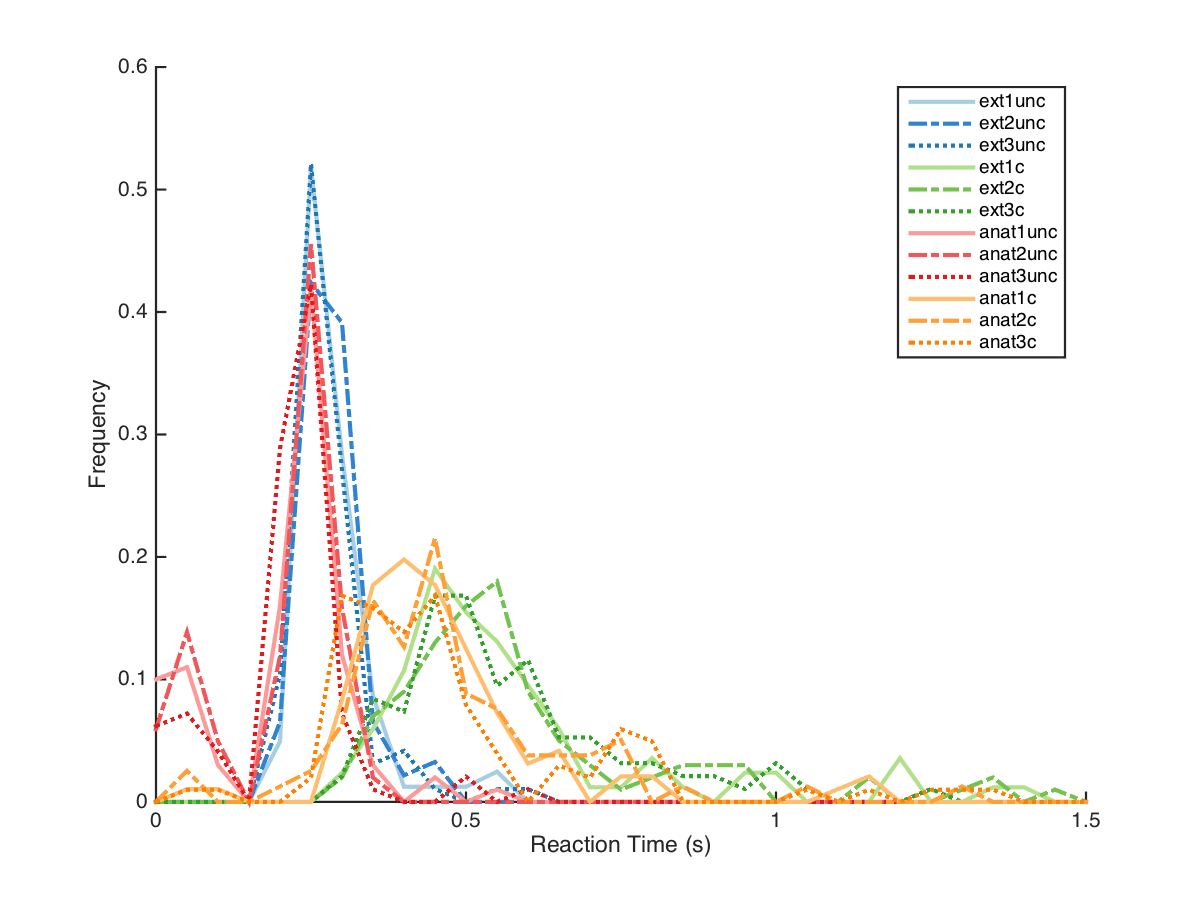 0.6
0.5
0.4
0.3
0.2
0.1
0
Frequency
0 0.5 1 1.5
Reaction Time (s)
ext1unc
ext2unc
ext3unc
ext1c
ext2c
ext3c
anat1unc
anat2unc
anat3unc
anat1c
anat2c
anat3c